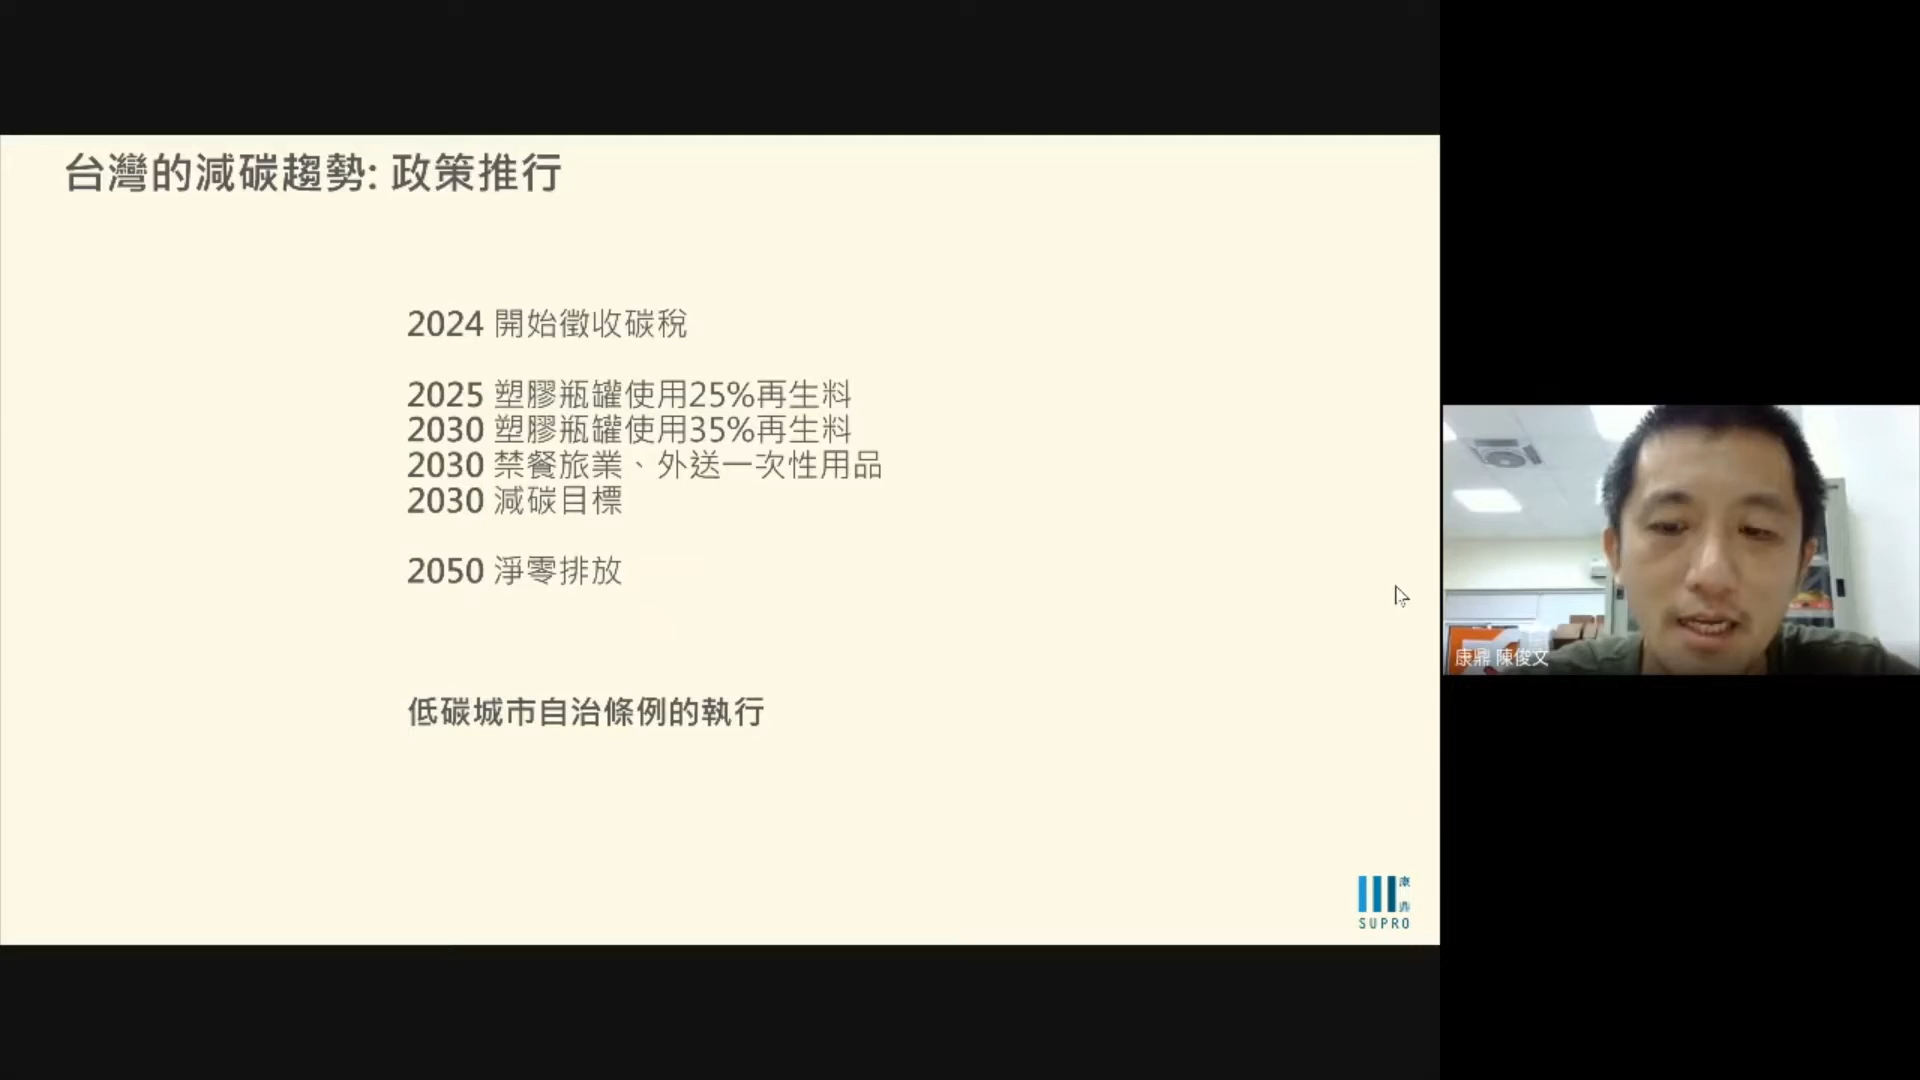 台灣的減碳趨勢: 政策推行
2024 開始徵收碳稅
2025 塑膠瓶罐使用25%再生料
2030 塑膠瓶罐使用35%再生料
2030 禁餐旅業、外送一次性用品
2030 減碳目標
2050 淨零排放
低碳城市自治條例的執行
康鼎
SUPRO
康鼎 陳俊文